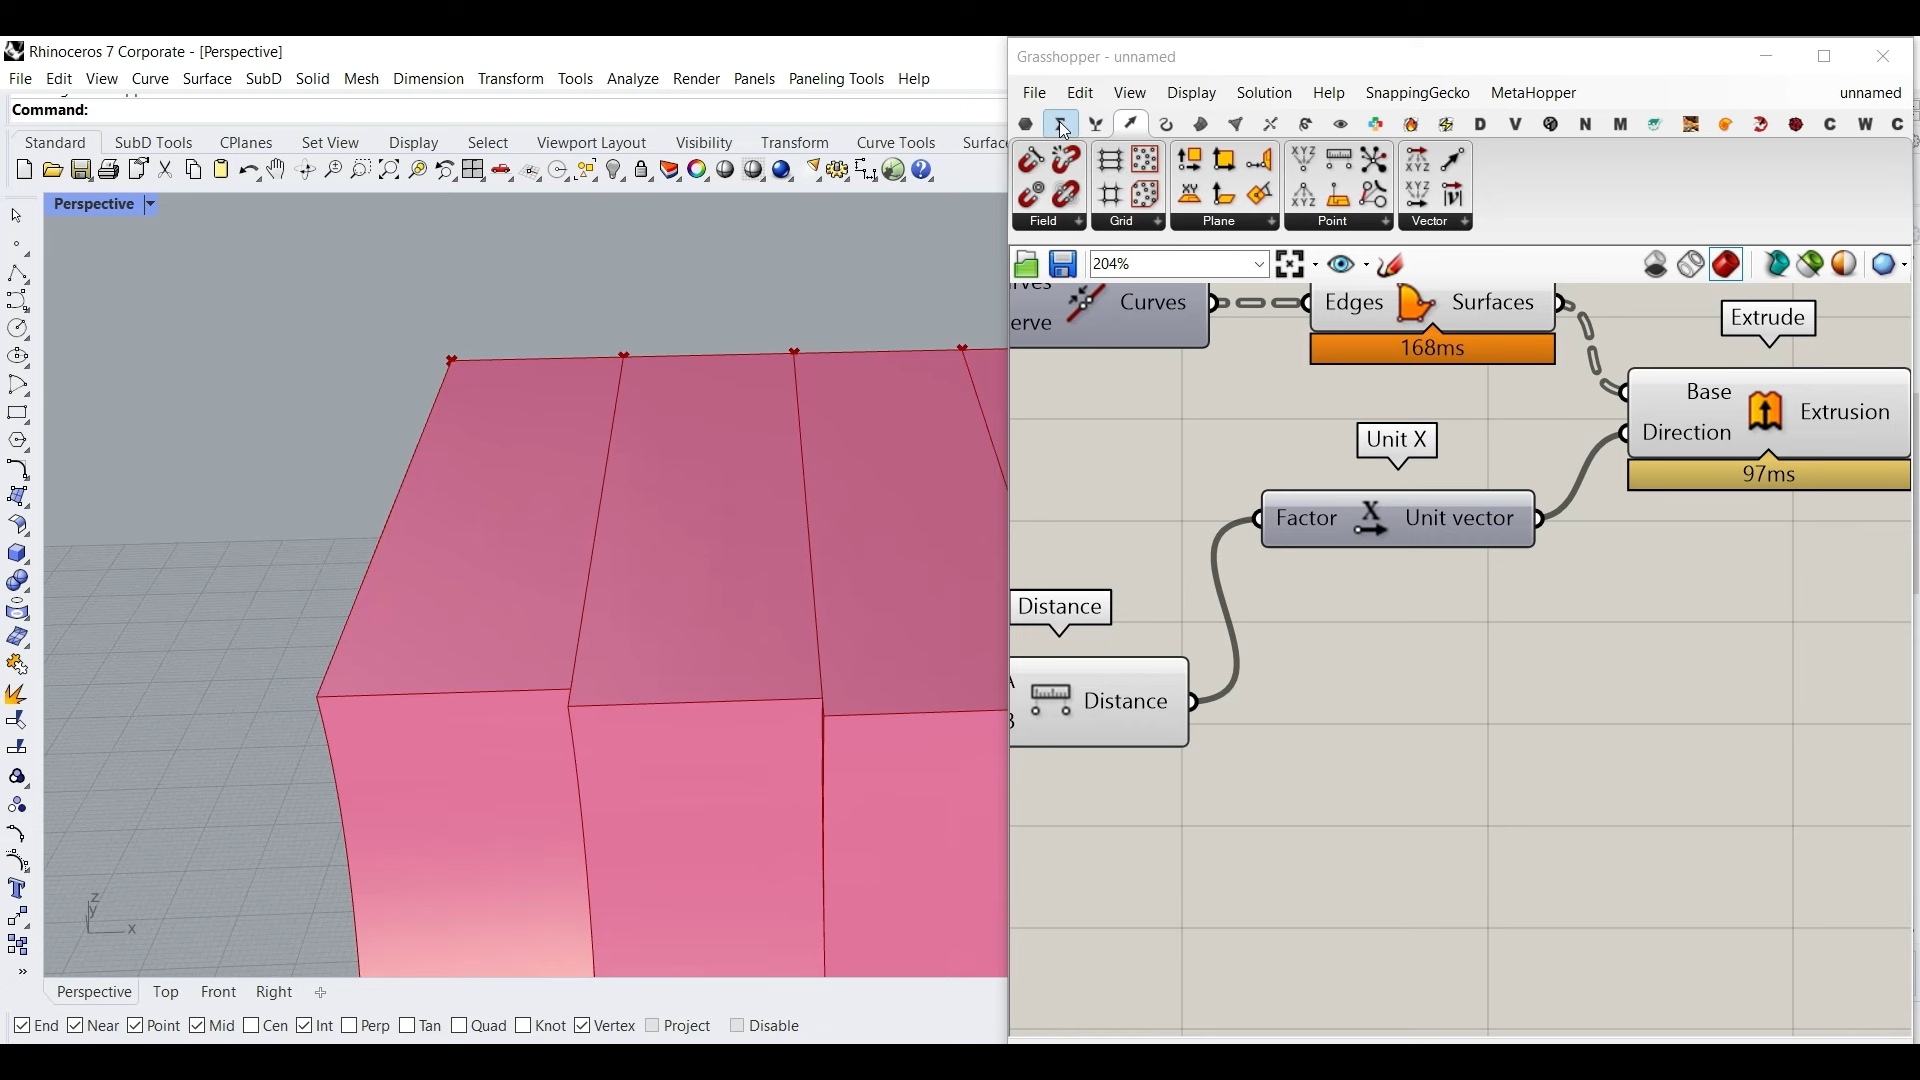 Rhinoceros 7 Corporate - [Perspective]
File Edit View Curve Surface SubD Solid Mesh Dimension Transform Tools Analyze Render Panels Paneling Tools Help
Command:
Standard SubD Tools CPlanes Set View Display Select Viewport Layout Visibility Transform Curve Tools Surfac
Perspective
z
y
x
Perspective Top Front Right
End Near Point Mid Cen Int Perp Tan Quad Knot Vertex Project Disable
Grasshopper - unnamed
File Edit View Display Solution Help SnappingGecko MetaHopper unnamed
D V N M C W C
Field Grid Plane Point Vector
204%
erve Curves
Edges Surfaces
168ms
Extrude
Base
Direction
Extrusion
97ms
Unit X
Factor X Unit vector
Distance
Distance
B